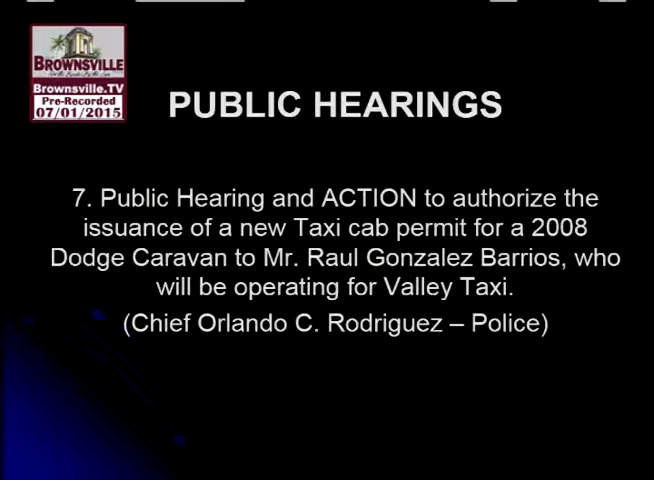 BROWNSVILLE
Brownsville.TV
Pre-Recorded
07/01/2015
PUBLIC HEARINGS
7. Public Hearing and ACTION to authorize the
issuance of a new Taxi cab permit for a 2008
Dodge Caravan to Mr. Raul Gonzalez Barrios, who
will be operating for Valley Taxi.
(Chief Orlando C. Rodriguez – Police)